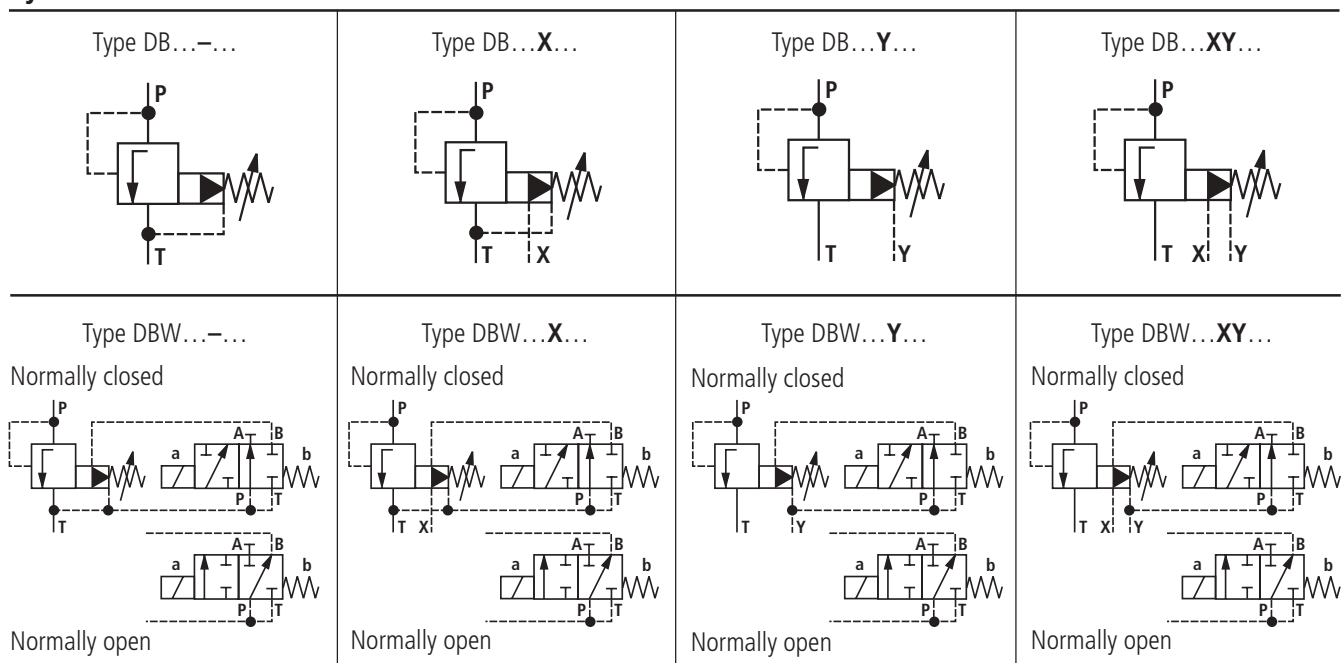 Type DB…–…
Type DB…X…
Type DB…Y…
Type DB…XY…
P
P
P
P
T
T
X
T
Y
T
X
Y
Type DBW…–…
Type DBW…X…
Type DBW…Y…
Type DBW…XY…
Normally closed
Normally closed
Normally closed
Normally closed
P
A
B
a
b
P
T
T
P
A
B
a
b
P
T
T
X
P
A
B
a
b
P
T
T
Y
P
A
B
a
b
P
T
T
X
Y
A
B
a
b
P
T
A
B
a
b
P
T
A
B
a
b
P
T
A
B
a
b
P
T
Normally open
Normally open
Normally open
Normally open